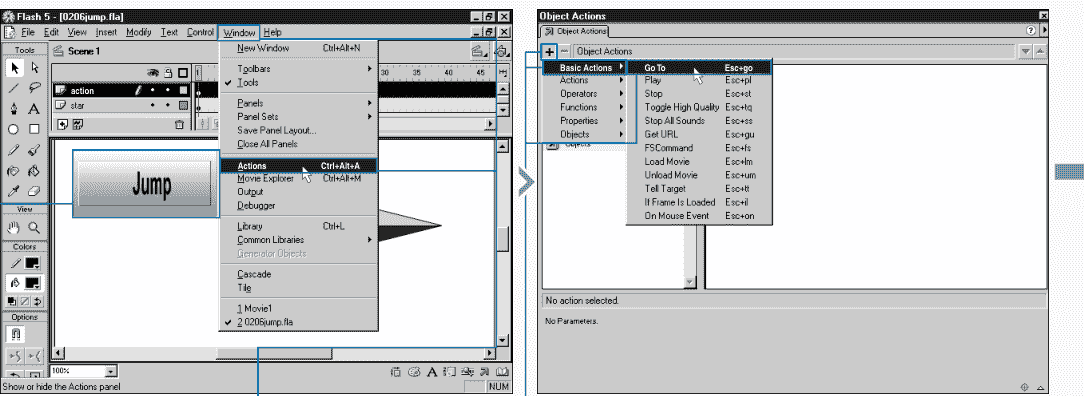 Flash 5 - [0206jump.fla]
File Edit View Insert Modify Text Control Window Help
Tools
Scene 1
action
star
30 35 40 45
Jump
View
Colors
Options
100%
Show or hide the Actions panel
NUM
New Window Ctrl+Alt+N
Toolbars
Tools
Panels
Panel Sets
Save Panel Layout...
Close All Panels
Actions Ctrl+Alt+A
Movie Explorer Ctrl+Alt+M
Output
Debugger
Library Ctrl+L
Common Libraries
Generator Objects
Cascade
Tile
1 Movie1
2 0206jump.fla
Object Actions
Object Actions
Object Actions
Basic Actions
Actions
Operators
Functions
Properties
Objects
Objects
Go To Esc+go
Play Esc+pl
Stop Esc+st
Toggle High Quality Esc+tq
Stop All Sounds Esc+ss
Get URL Esc+gu
FSCommand Esc+fs
Load Movie Esc+lm
Unload Movie Esc+um
Tell Target Esc+tt
If Frame Is Loaded Esc+il
On Mouse Event Esc+on
No action selected.
No Parameters.